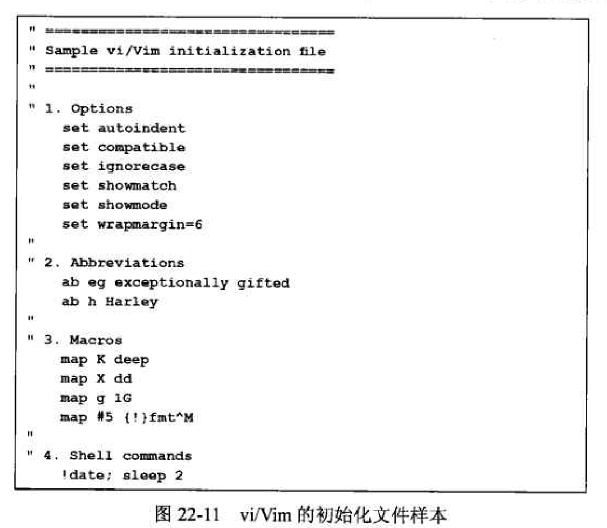 " =================================
" Sample vi/Vim initialization file
" =================================
"
" 1. Options
set autoindent
set compatible
set ignorecase
set showmatch
set showmode
set wrapmargin=6
"
" 2. Abbreviations
ab eg exceptionally gifted
ab h Harley
"
" 3. Macros
map K deep
map X dd
map g 1G
map #5 {!}fmt^M
"
" 4. Shell commands
!date; sleep 2
图 22-11 vi/Vim 的初始化文件样本